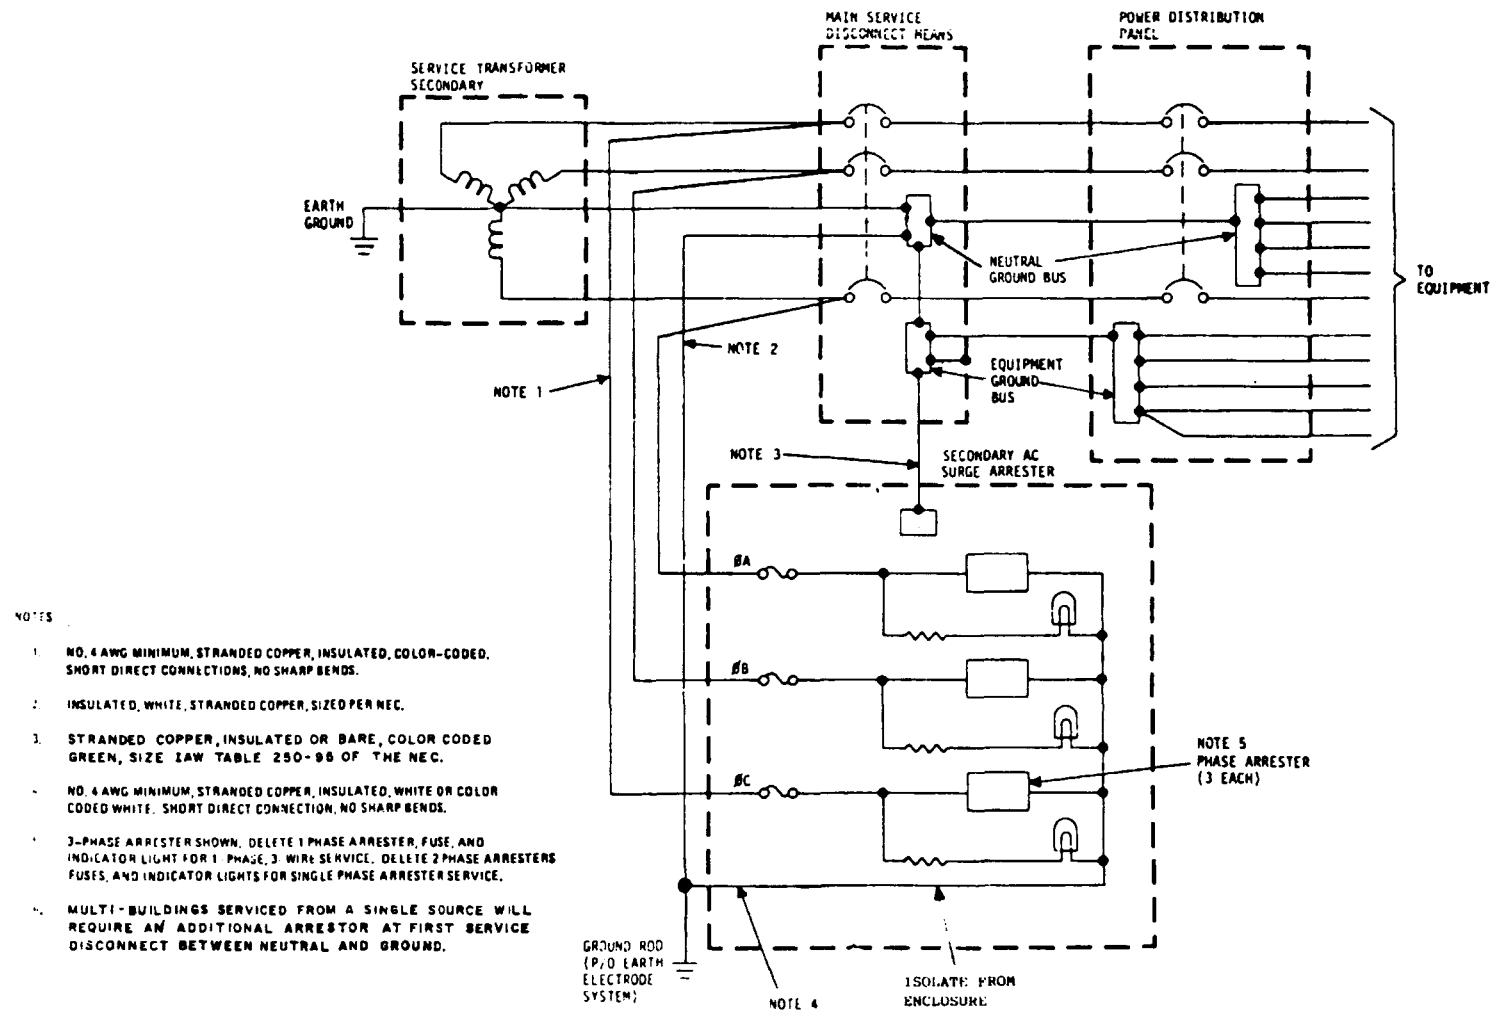 MAIN SERVICE
DISCONNECT MEANS
POWER DISTRIBUTION
PANEL
SERVICE TRANSFORMER
SECONDARY
EARTH
GROUND
NEUTRAL
GROUND BUS
TO
EQUIPMENT
NOTE 2
NOTE 1
EQUIPMENT
GROUND
BUS
NOTE 3
SECONDARY AC
SURGE ARRESTER
ØA
ØB
ØC
NOTE 5
PHASE ARRESTER
(3 EACH)
GROUND ROD
(P/O EARTH
ELECTRODE
SYSTEM)
NOTE 4
ISOLATE FROM
ENCLOSURE
NOTES
1. NO. 4 AWG MINIMUM, STRANDED COPPER, INSULATED, COLOR-CODED.
SHORT DIRECT CONNECTIONS, NO SHARP BENDS.
INSULATED, WHITE, STRANDED COPPER, SIZED PER NEC.
3. STRANDED COPPER, INSULATED OR BARE, COLOR CODED
GREEN, SIZE IAW TABLE 250-95 OF THE NEC.
NO. 4 AWG MINIMUM, STRANDED COPPER, INSULATED, WHITE OR COLOR
CODED WHITE. SHORT DIRECT CONNECTION, NO SHARP BENDS.
3-PHASE ARRESTER SHOWN. DELETE 1 PHASE ARRESTER, FUSE, AND
INDICATOR LIGHT FOR 1 PHASE, 3 WIRE SERVICE. DELETE 2 PHASE ARRESTERS
FUSES, AND INDICATOR LIGHTS FOR SINGLE PHASE ARRESTER SERVICE.
MULTI-BUILDINGS SERVICED FROM A SINGLE SOURCE WILL
REQUIRE AN ADDITIONAL ARRESTOR AT FIRST SERVICE
DISCONNECT BETWEEN NEUTRAL AND GROUND.